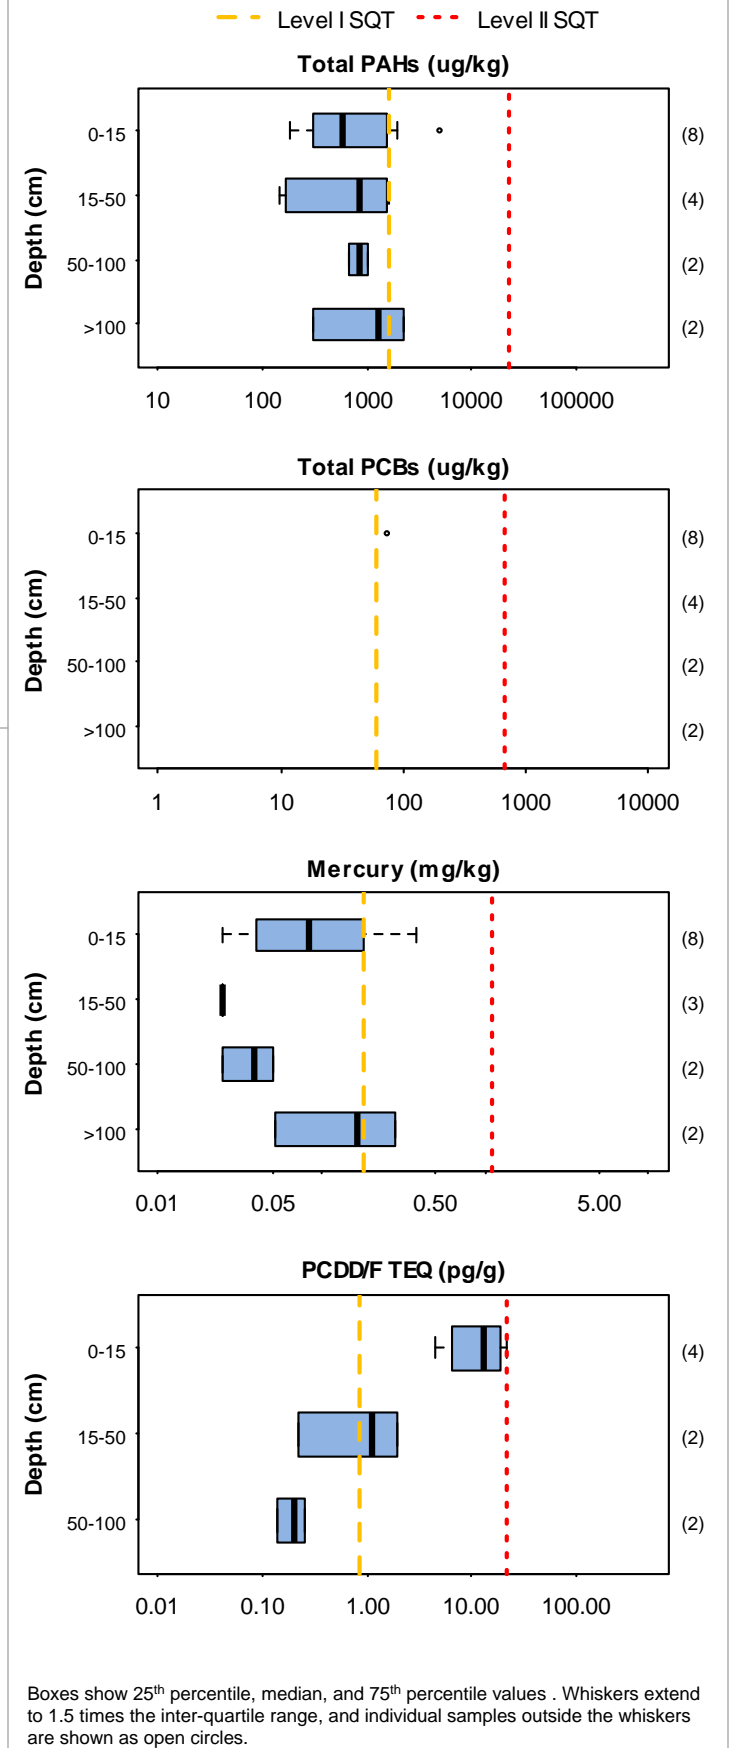 Level I SQT Level II SQT
Total PAHs (ug/kg)
Depth (cm)
0-15 (8)
15-50 (4)
50-100 (2)
>100 (2)
10 100 1000 10000 100000
Total PCBs (ug/kg)
Depth (cm)
0-15 (8)
15-50 (4)
50-100 (2)
>100 (2)
1 10 100 1000 10000
Mercury (mg/kg)
Depth (cm)
0-15 (8)
15-50 (3)
50-100 (2)
>100 (2)
0.01 0.05 0.50 5.00
PCDD/F TEQ (pg/g)
Depth (cm)
0-15 (4)
15-50 (2)
50-100 (2)
0.01 0.10 1.00 10.00 100.00
Boxes show 25th percentile, median, and 75th percentile values . Whiskers extend
to 1.5 times the inter-quartile range, and individual samples outside the whiskers
are shown as open circles.